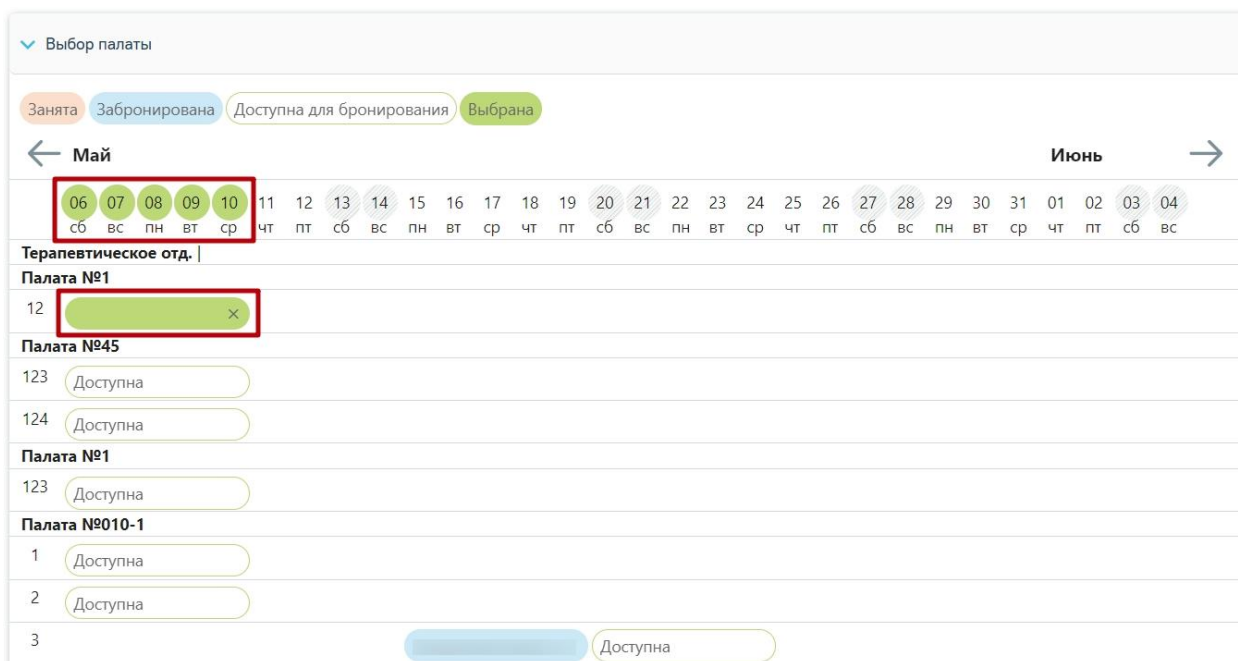 Выбор палаты
Занята Забронирована Доступна для бронирования Выбрана
Май Июнь
06 07 08 09 10 11 12 13 14 15 16 17 18 19 20 21 22 23 24 25 26 27 28 29 30 31 01 02 03 04
сб вс пн вт ср чт пт сб вс пн вт ср чт пт сб вс пн вт ср чт пт сб вс пн вт ср чт пт сб вс
Терапевтическое отд. |
Палата №1
12 ×
Палата №45
123 Доступна
124 Доступна
Палата №1
123 Доступна
Палата №010-1
1 Доступна
2 Доступна
3 Доступна